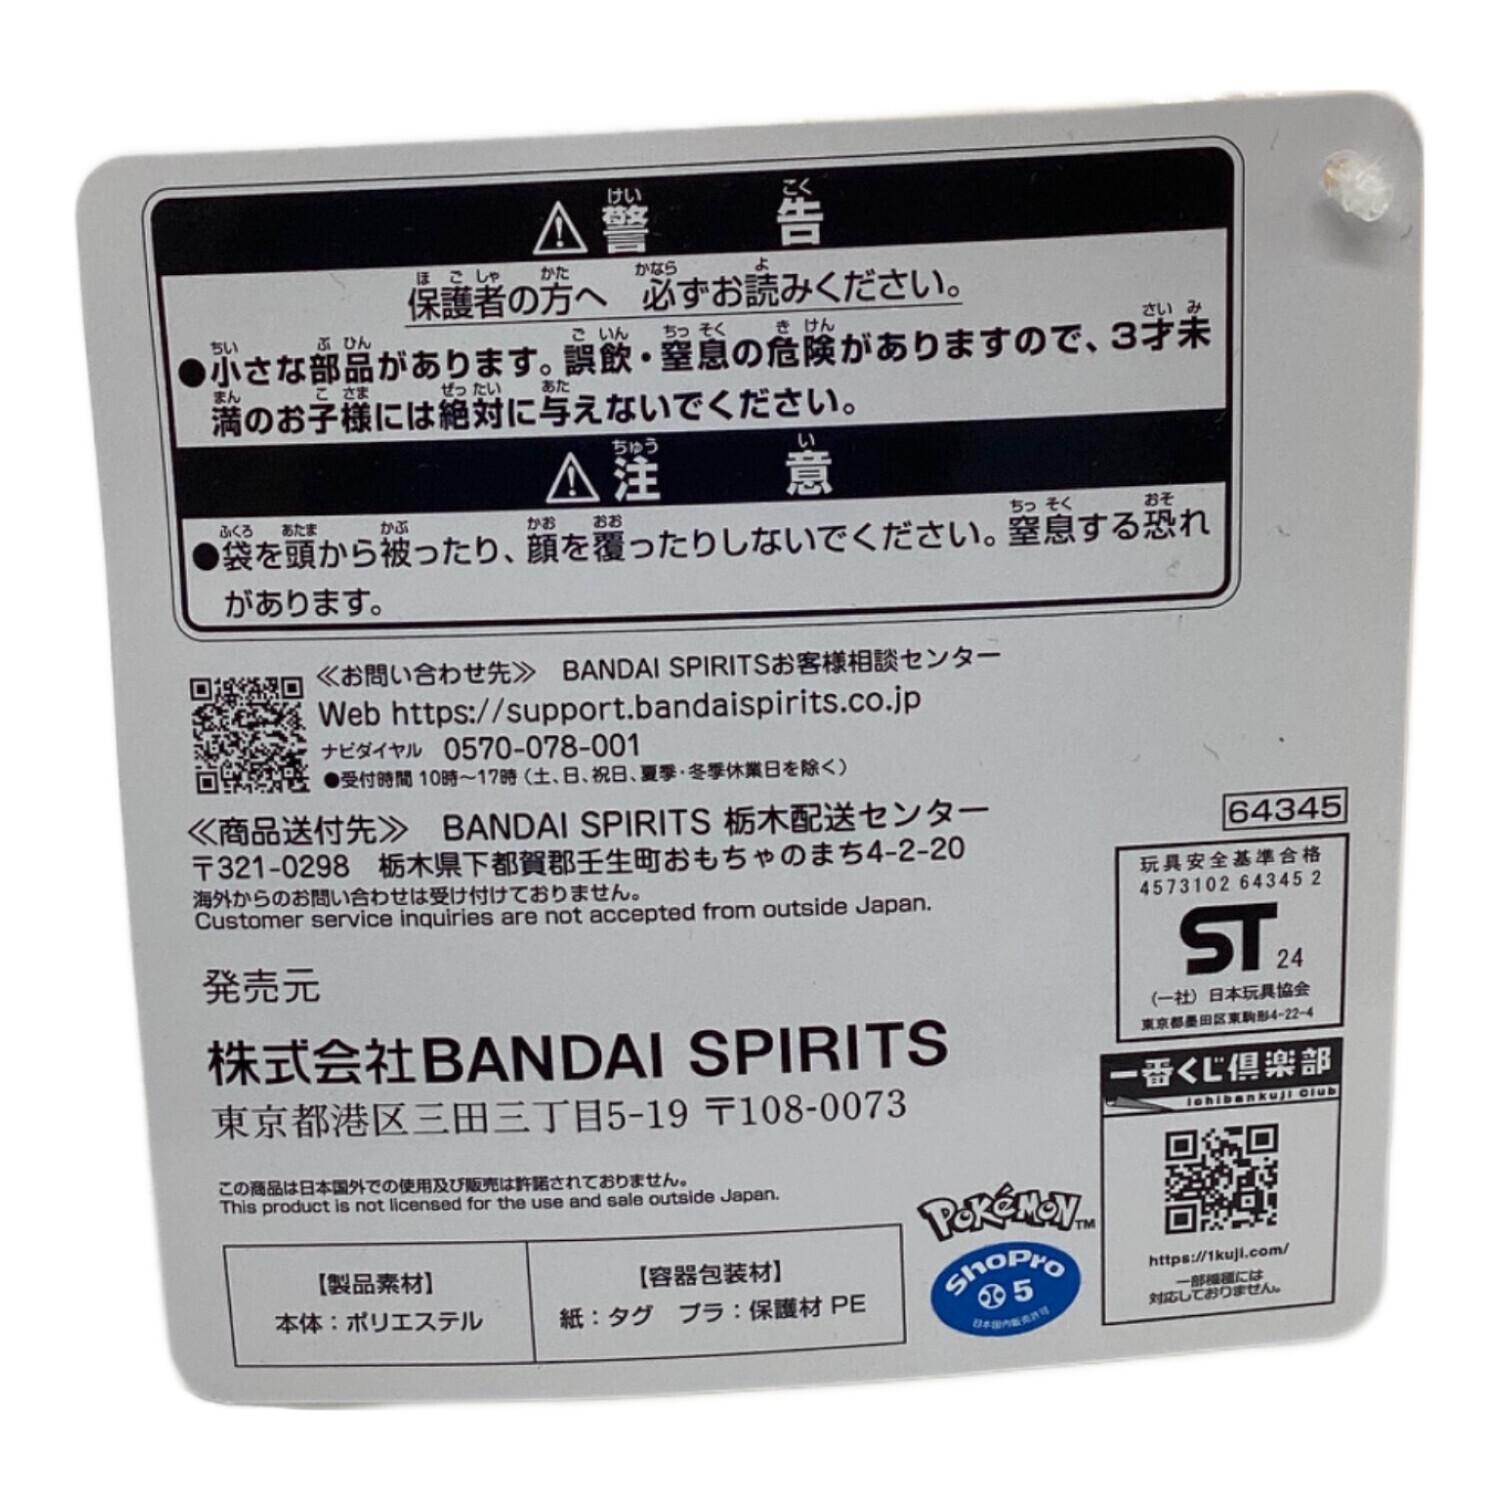 ⚠警告
保護者の方へ 必ずお読みください。
●小さな部品があります。誤飲・窒息の危険がありますので、3才未
満のお子様には絶対に与えないでください。
⚠注意
●袋を頭から被ったり、顔を覆ったりしないでください。窒息する恐れ
があります。
≪お問い合わせ先≫ BANDAI SPIRITSお客様相談センター
Web https://support.bandaispirits.co.jp
ナビダイヤル 0570-078-001
●受付時間 10時～17時（土、日、祝日、夏季・冬季休業日を除く）
≪商品送付先≫ BANDAI SPIRITS 栃木配送センター
〒321-0298 栃木県下都賀郡壬生町おもちゃのまち4-2-20
海外からのお問い合わせは受け付けておりません。
Customer service inquiries are not accepted from outside Japan.
64345
玩具安全基準合格
4573102 64345 2
ST 24
（一社）日本玩具協会
東京都墨田区東駒形4-22-4
発売元
株式会社BANDAI SPIRITS
東京都港区三田三丁目5-19 〒108-0073
一番くじ倶楽部
Ichibankuji Club
https://1kuji.com/
一部機種には
対応しておりません。
この商品は日本国外での使用及び販売は許諾されておりません。
This product is not licensed for the use and sale outside Japan.
【製品素材】
本体：ポリエステル
【容器包装材】
紙：タグ プラ：保護材 PE
POKéMON™
ShoPro
5
日本国内販売許可